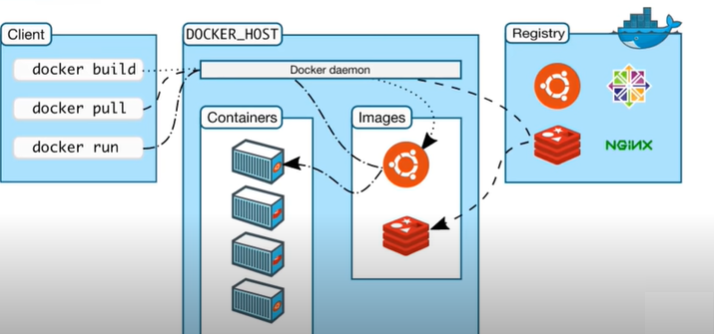 Client
docker build
docker pull
docker run
DOCKER_HOST
Docker daemon
Containers
Images
Registry
NGINX